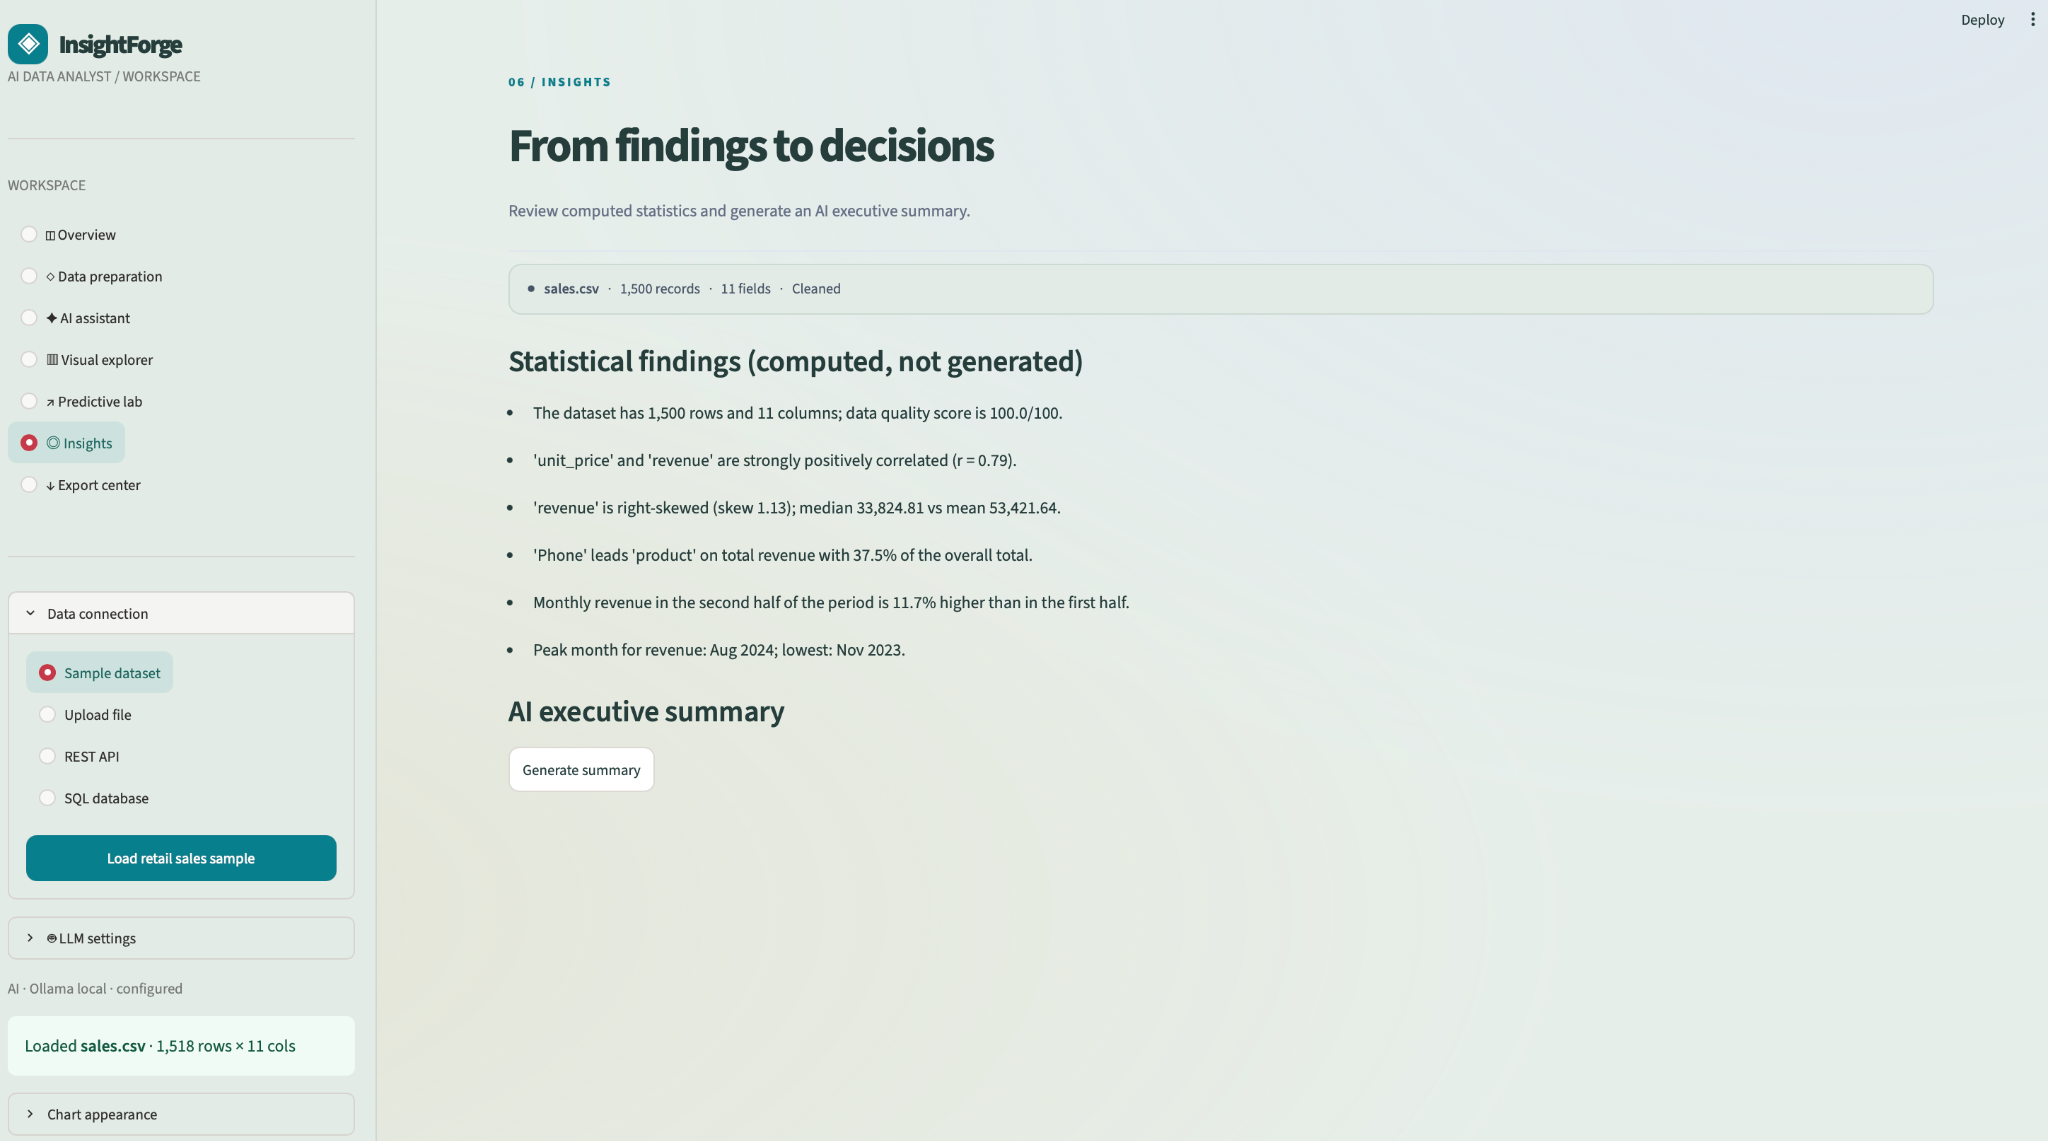 InsightForge
AI DATA ANALYST / WORKSPACE
WORKSPACE
Overview
Data preparation
AI assistant
Visual explorer
Predictive lab
Insights
Export center
Data connection
Sample dataset
Upload file
REST API
SQL database
Load retail sales sample
LLM settings
AI · Ollama local · configured
Loaded sales.csv · 1,518 rows × 11 cols
Chart appearance
Deploy
06 / INSIGHTS
From findings to decisions
Review computed statistics and generate an AI executive summary.
sales.csv · 1,500 records · 11 fields · Cleaned
Statistical findings (computed, not generated)
The dataset has 1,500 rows and 11 columns; data quality score is 100.0/100.
'unit_price' and 'revenue' are strongly positively correlated (r = 0.79).
'revenue' is right-skewed (skew 1.13); median 33,824.81 vs mean 53,421.64.
'Phone' leads 'product' on total revenue with 37.5% of the overall total.
Monthly revenue in the second half of the period is 11.7% higher than in the first half.
Peak month for revenue: Aug 2024; lowest: Nov 2023.
AI executive summary
Generate summary